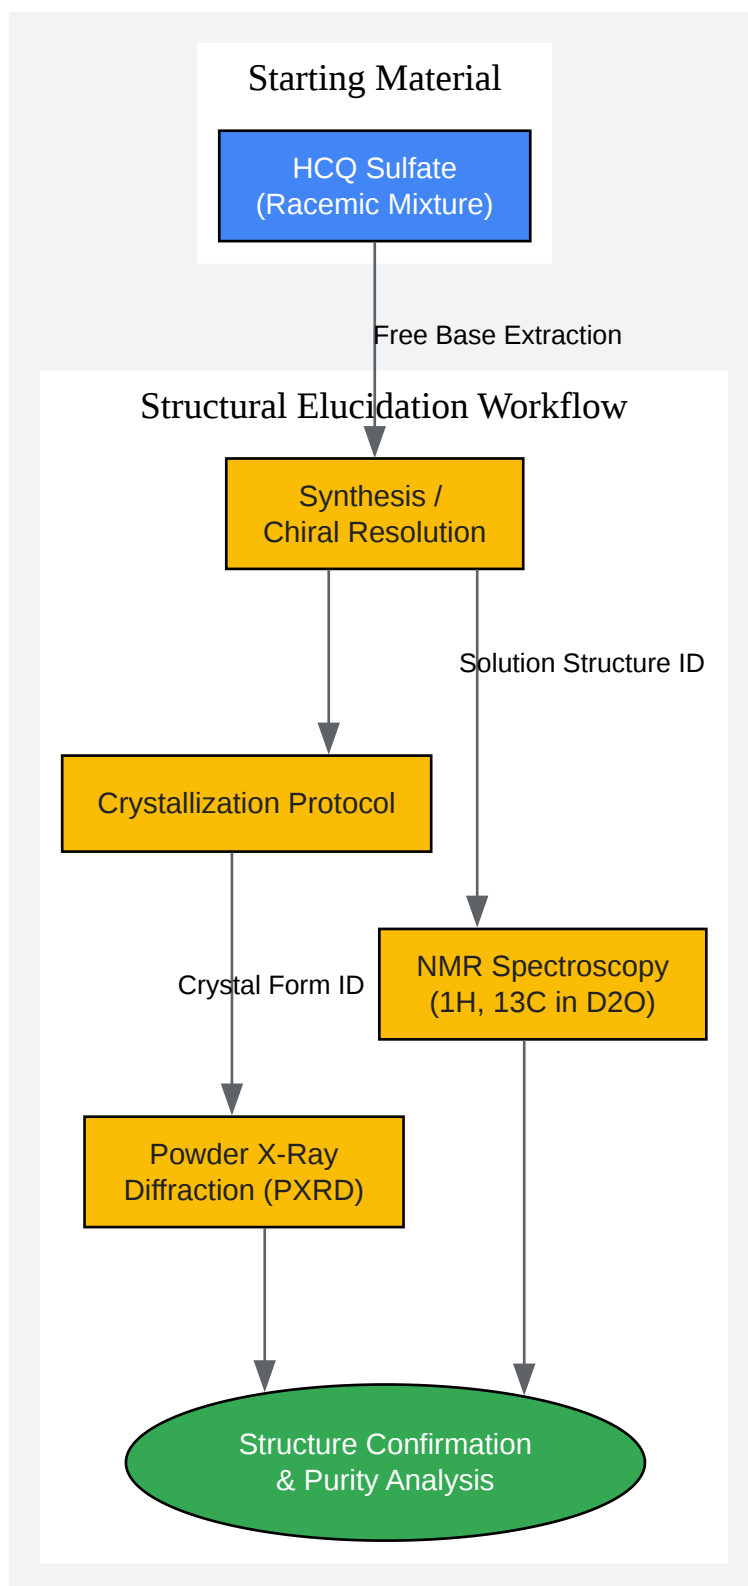 Starting Material
HCQ Sulfate
(Racemic Mixture)
Free Base Extraction
Structural Elucidation Workflow
Synthesis /
Chiral Resolution
Solution Structure ID
Crystallization Protocol
NMR Spectroscopy
(1H, 13C in D2O)
Crystal Form ID
Powder X-Ray
Diffraction (PXRD)
Structure Confirmation
& Purity Analysis